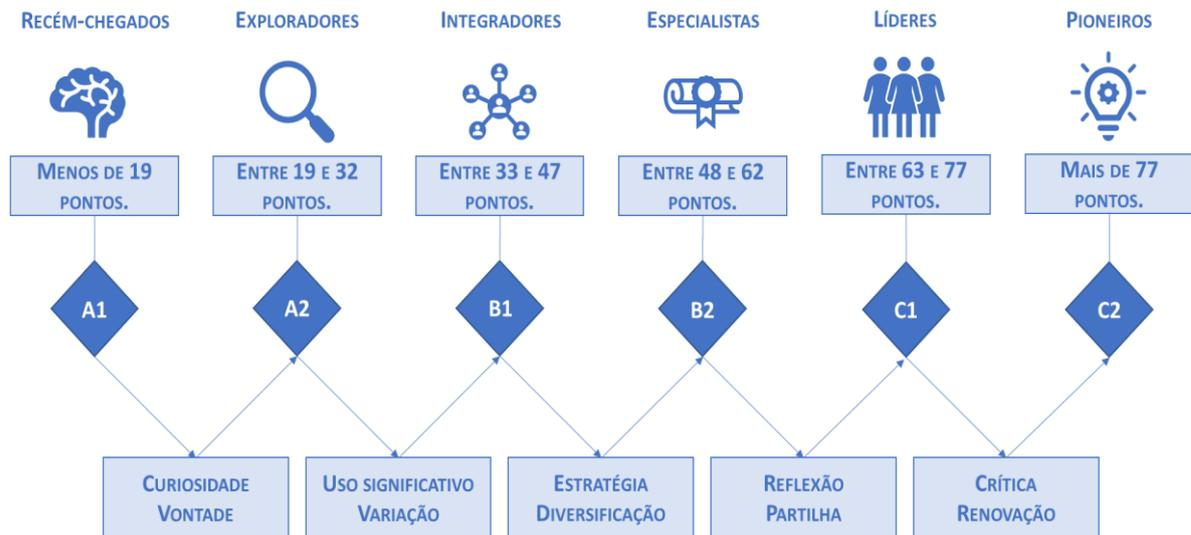 RECÉM-CHEGADOS
EXPLORADORES
INTEGRADORES
ESPECIALISTAS
LÍDERES
PIONEIROS
MENOS DE 19
PONTOS.
ENTRE 19 E 32
PONTOS.
ENTRE 33 E 47
PONTOS.
ENTRE 48 E 62
PONTOS.
ENTRE 63 E 77
PONTOS.
MAIS DE 77
PONTOS.
A1
A2
B1
B2
C1
C2
CURIOSIDADE
VONTADE
USO SIGNIFICATIVO
VARIAÇÃO
ESTRATÉGIA
DIVERSIFICAÇÃO
REFLEXÃO
PARTILHA
CRÍTICA
RENOVAÇÃO